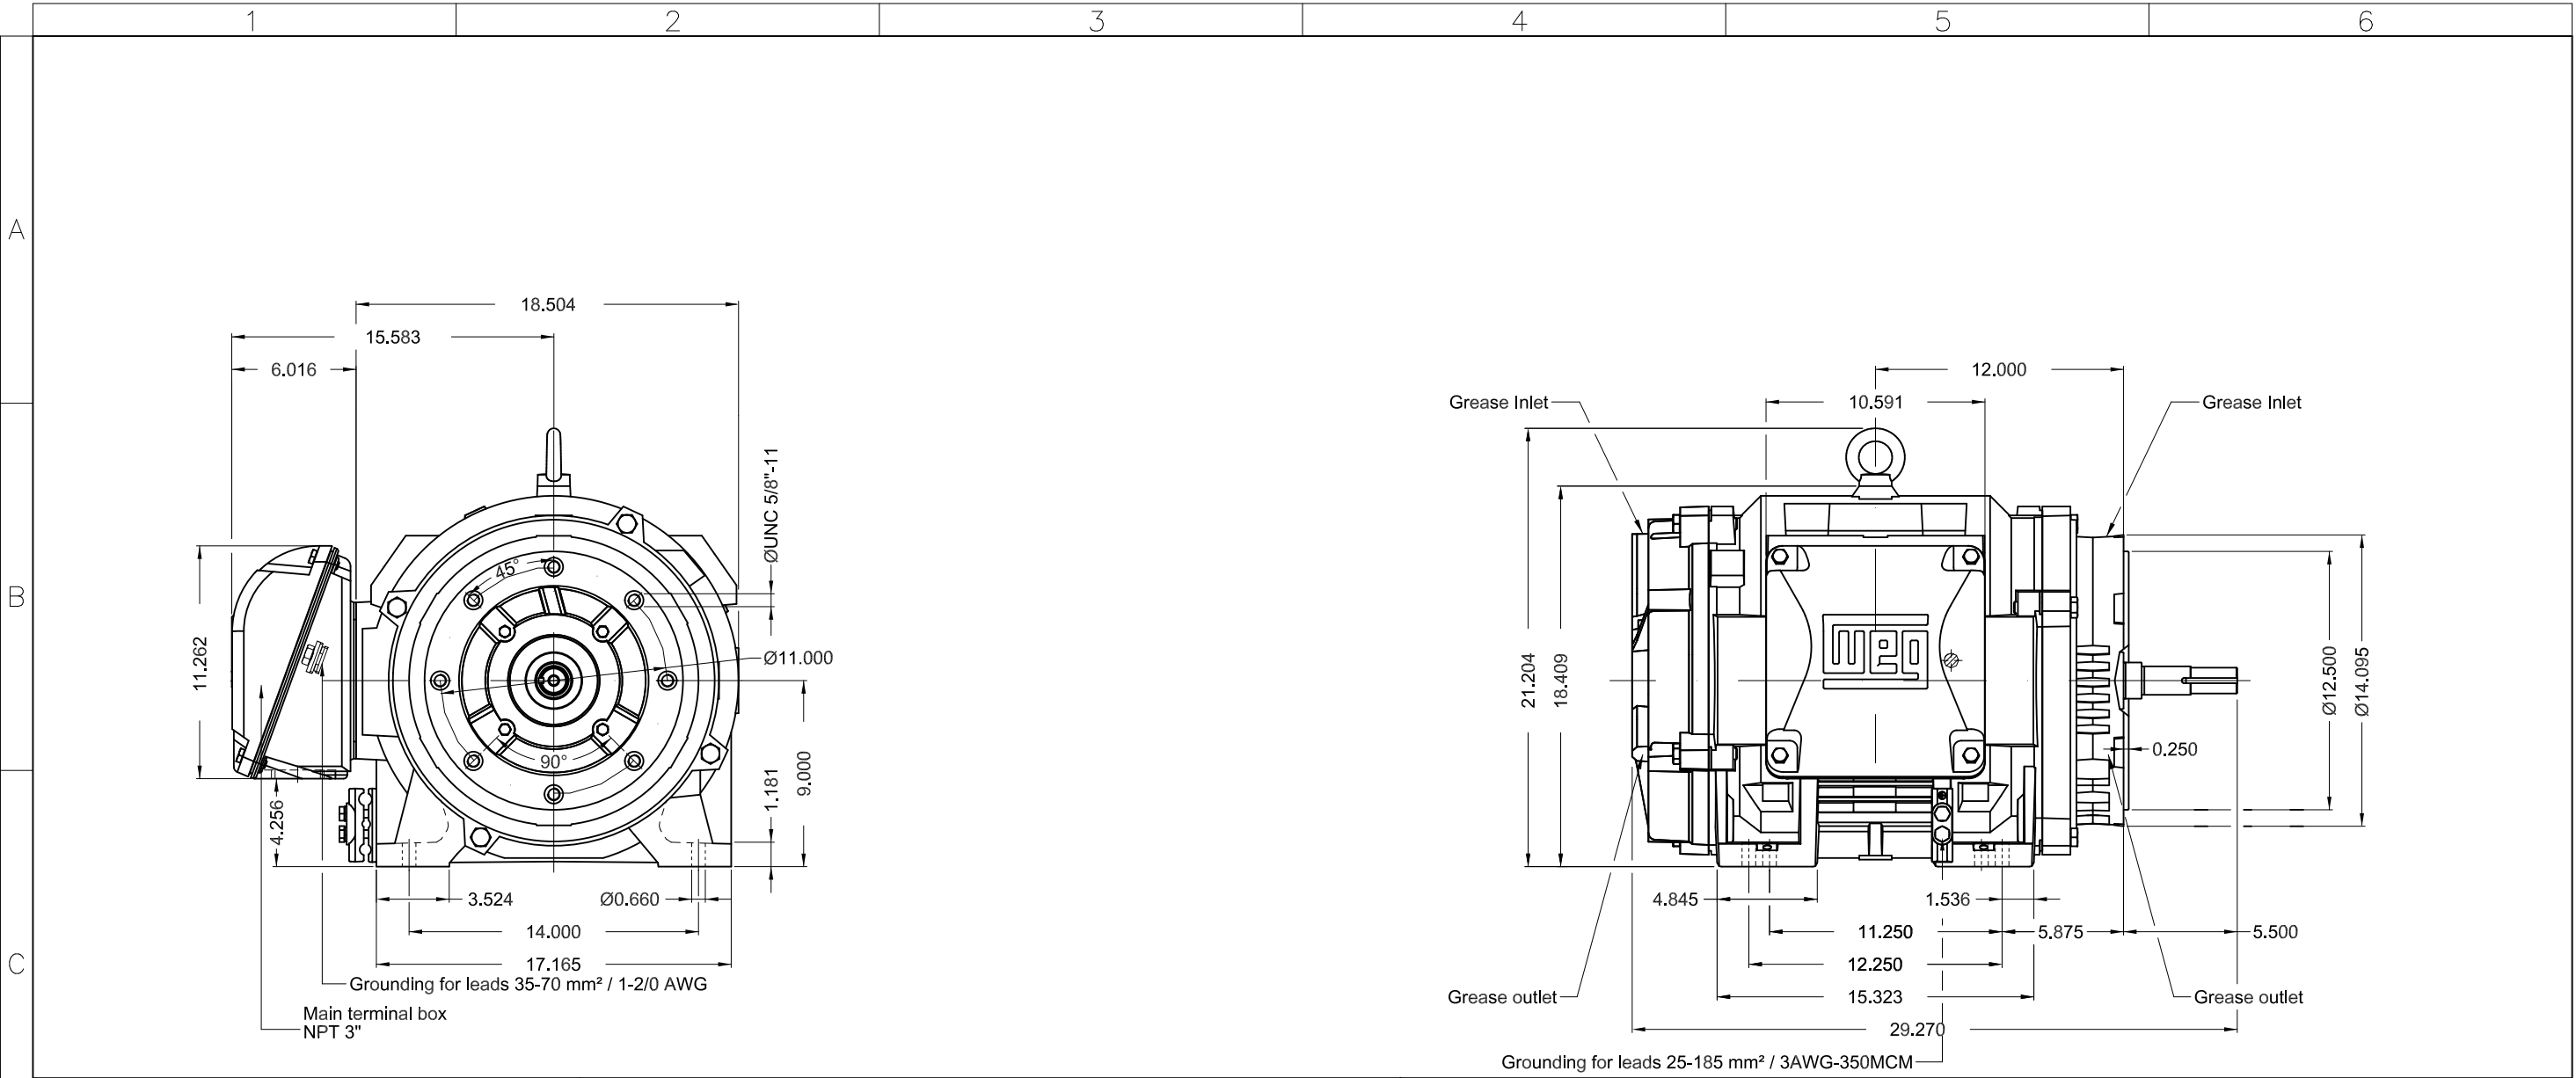 1 2 3 4 5 6
A
B
C
18.504
15.583
6.016
ØUNC 5/8"-11
45°
11.262
Ø11.000
90°
9.000
1.181
4.256
3.524
Ø0.660
14.000
17.165
Grounding for leads 35-70 mm² / 1-2/0 AWG
Main terminal box
NPT 3"
12.000
10.591
Grease Inlet
Grease Inlet
21.204
18.409
weg
Ø12.500
Ø14.095
0.250
4.845
1.536
11.250
5.875
5.500
12.250
15.323
Grease outlet
Grease outlet
29.270
Grounding for leads 25-185 mm² / 3AWG-350MCM